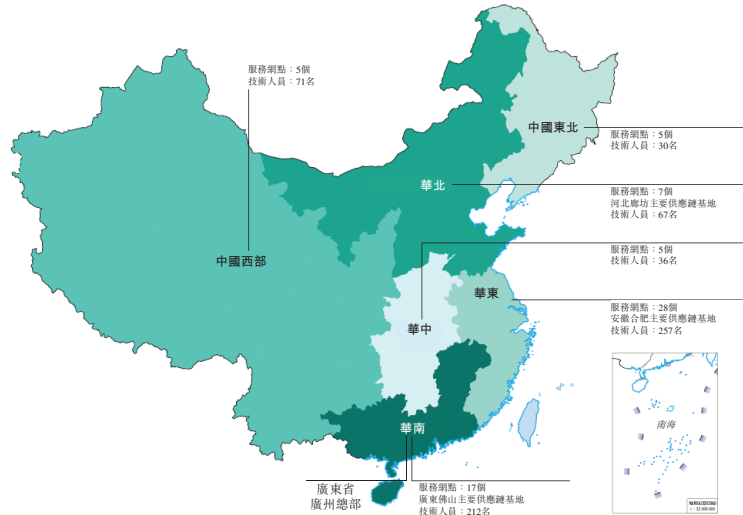 服務網點：5個
技術人員：71名
中國東北
服務網點：5個
技術人員：30名
華北
服務網點：7個
河北廊坊主要供應鏈基地
技術人員：67名
服務網點：5個
技術人員：36名
中國西部
華東
服務網點：28個
安徽合肥主要供應鏈基地
技術人員：257名
華中
南海
華南
廣東省
廣州總部
服務網點：17個
廣東佛山主要供應鏈基地
技術人員：212名